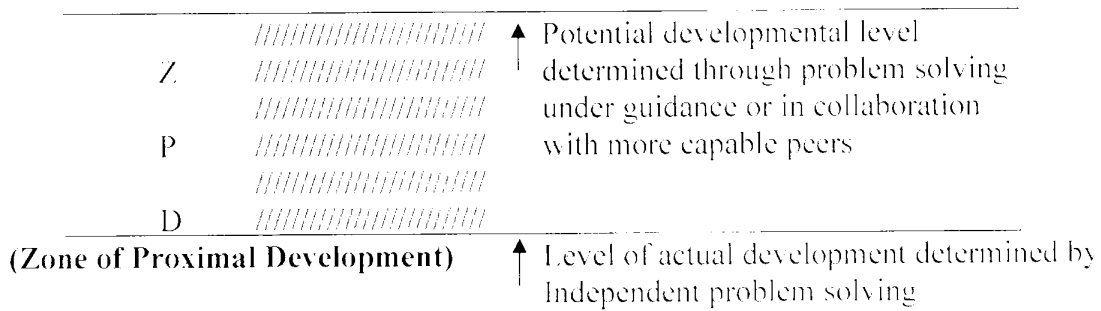 Potential developmental level
Z determined through problem solving
under guidance or in collaboration
P with more capable peers
D
(Zone of Proximal Development) Level of actual development determined by
Independent problem solving